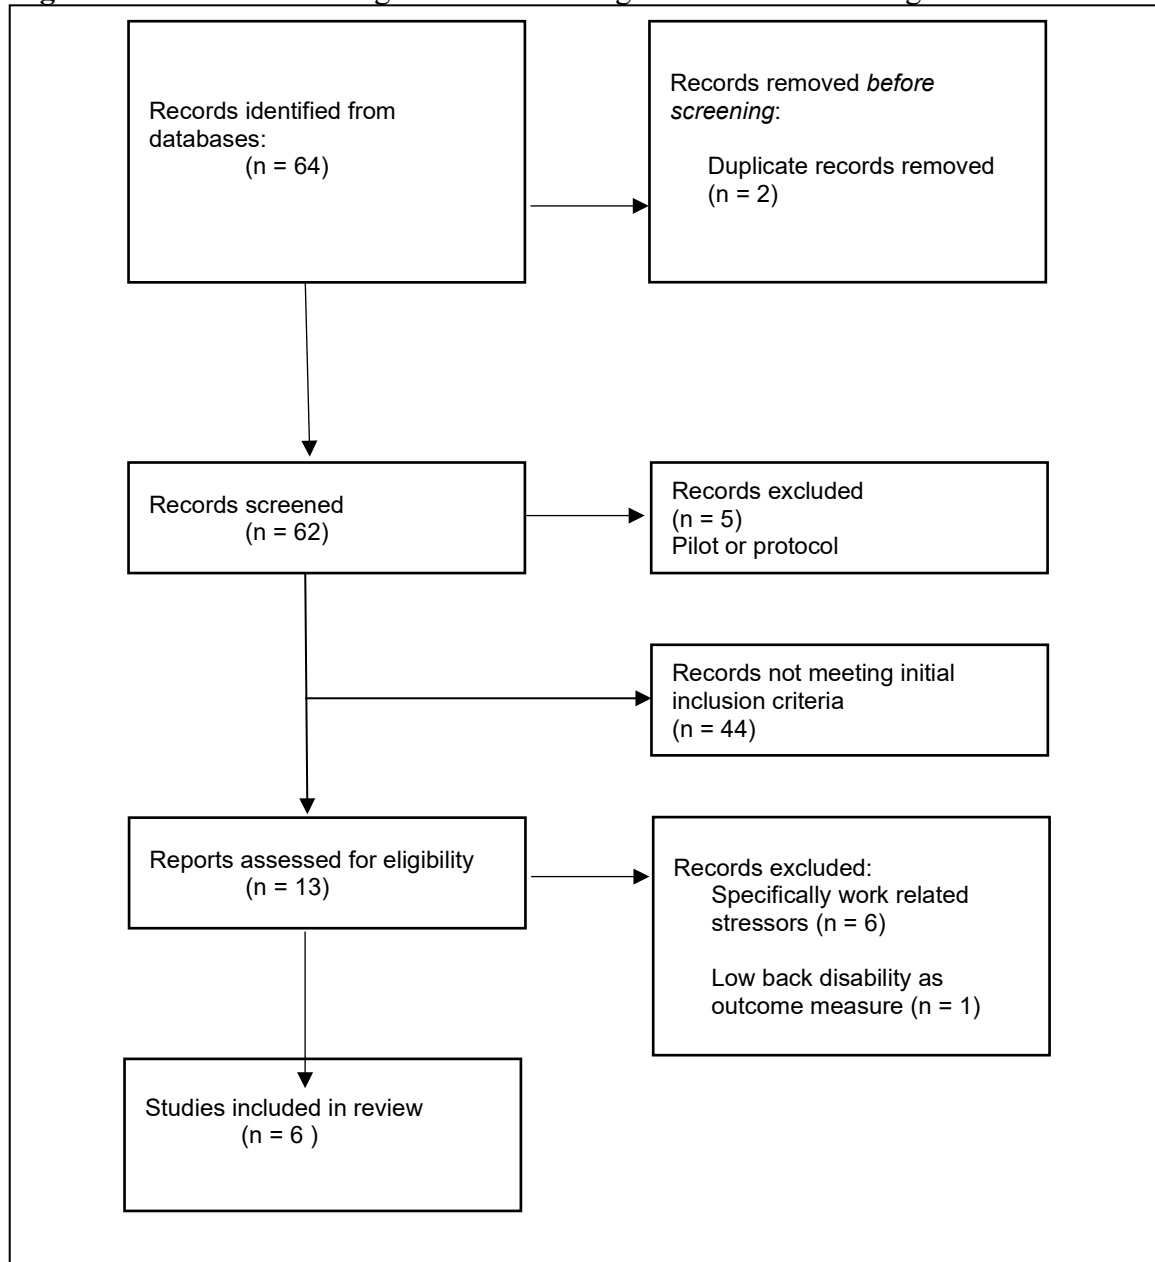 Records identified from
databases:
(n = 64)
Records removed before
screening:
Duplicate records removed
(n = 2)
Records screened
(n = 62)
Records excluded
(n = 5)
Pilot or protocol
Records not meeting initial
inclusion criteria
(n = 44)
Reports assessed for eligibility
(n = 13)
Records excluded:
Specifically work related
stressors (n = 6)
Low back disability as
outcome measure (n = 1)
Studies included in review
(n = 6 )